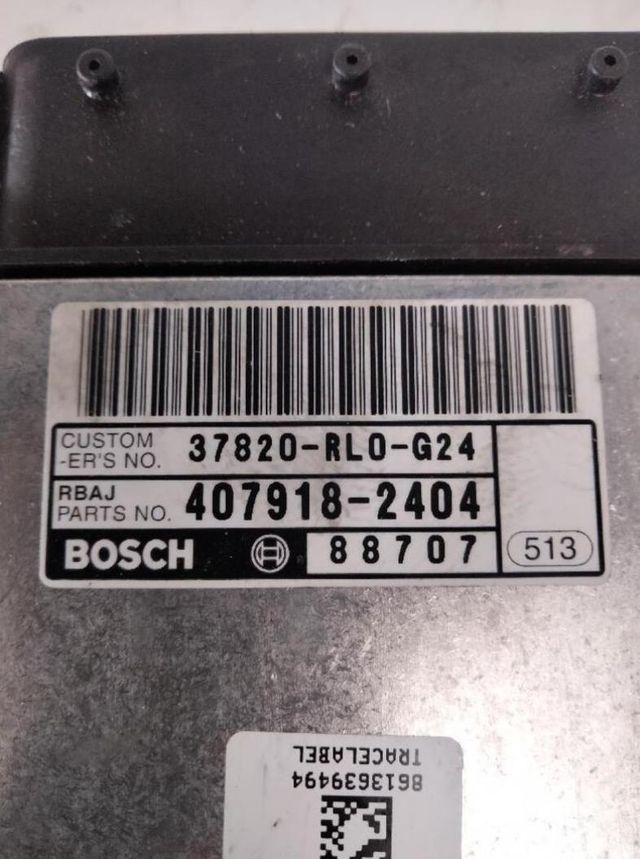 CUSTOM
-ER'S NO. 37820-RL0-G24
RBAJ
PARTS NO. 407918-2404
BOSCH 88707 513
8613639494
TRACELABEL